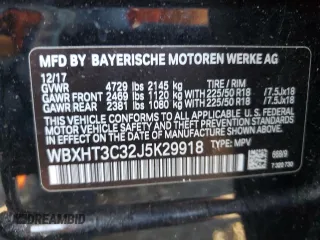 MFD BY BAYERISCHE MOTOREN WERKE AG
12/17
GVWR 4729 lbs 2145 kg TIRE / RIM
GAWR FRONT 2469 lbs 1120 kg 225/50 R18 /7.5Jx18
GAWR REAR 2381 lbs 1080 kg 225/50 R18 /7.5Jx18
THIS VEHICLE CONFORMS TO ALL APPLICABLE U.S. FEDERAL
MOTOR VEHICLE SAFETY, BUMPER AND THEFT PREVENTION STANDARDS
IN EFFECT ON THE DATE OF MANUFACTURE SHOWN ABOVE.
WBXHT3C32J5K29918 TYPE: MPV
DREAMBID